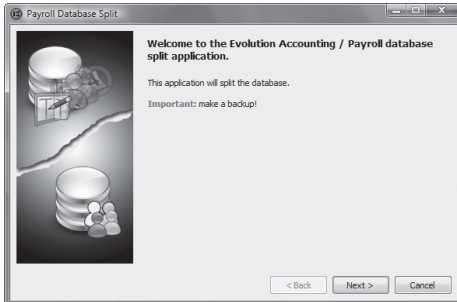 Payroll Database Split
Welcome to the Evolution Accounting / Payroll database
split application.
This application will split the database.
Important: make a backup!
< Back
Next >
Cancel